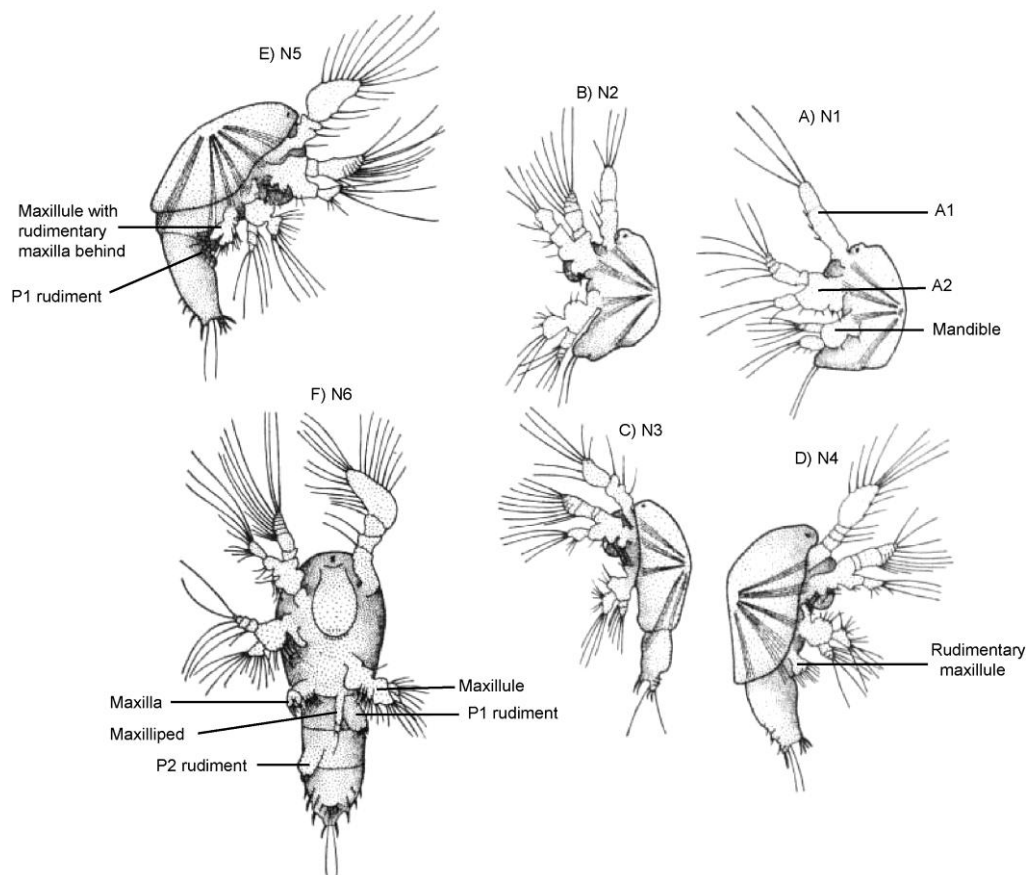 E) N5
B) N2
A) N1
A1
A2
Mandible
Maxillule with
rudimentary
maxilla behind
P1 rudiment
F) N6
C) N3
D) N4
Rudimentary
maxillule
Maxilla
Maxillule
Maxilliped
P1 rudiment
P2 rudiment